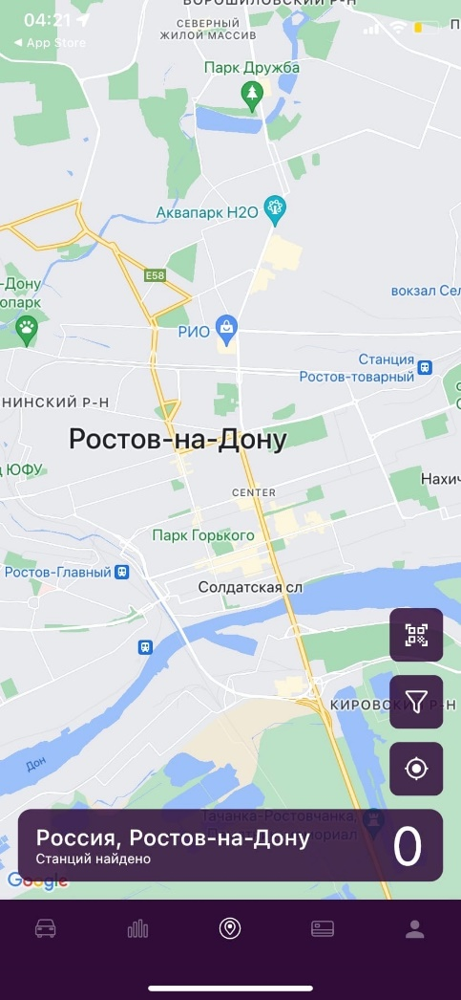 ВОРОШИЛОВСКИЙ Р-Н
04:21
App Store
СЕВЕРНЫЙ
ЖИЛОЙ МАССИВ
Парк Дружба
Аквапарк H2O
E58
-Дону
опарк
вокзал Сел
РИО
Станция
Ростов-товарный
НИНСКИЙ Р-Н
Ростов-на-Дону
ЮФУ
CENTER
Нахич
Парк Горького
Ростов-Главный
Солдатская сл
КИРОВСКИЙ Р-Н
Дон
Тачанка-Ростовчанка,
Россия, Ростов-на-Дону
Станций найдено
0
Google